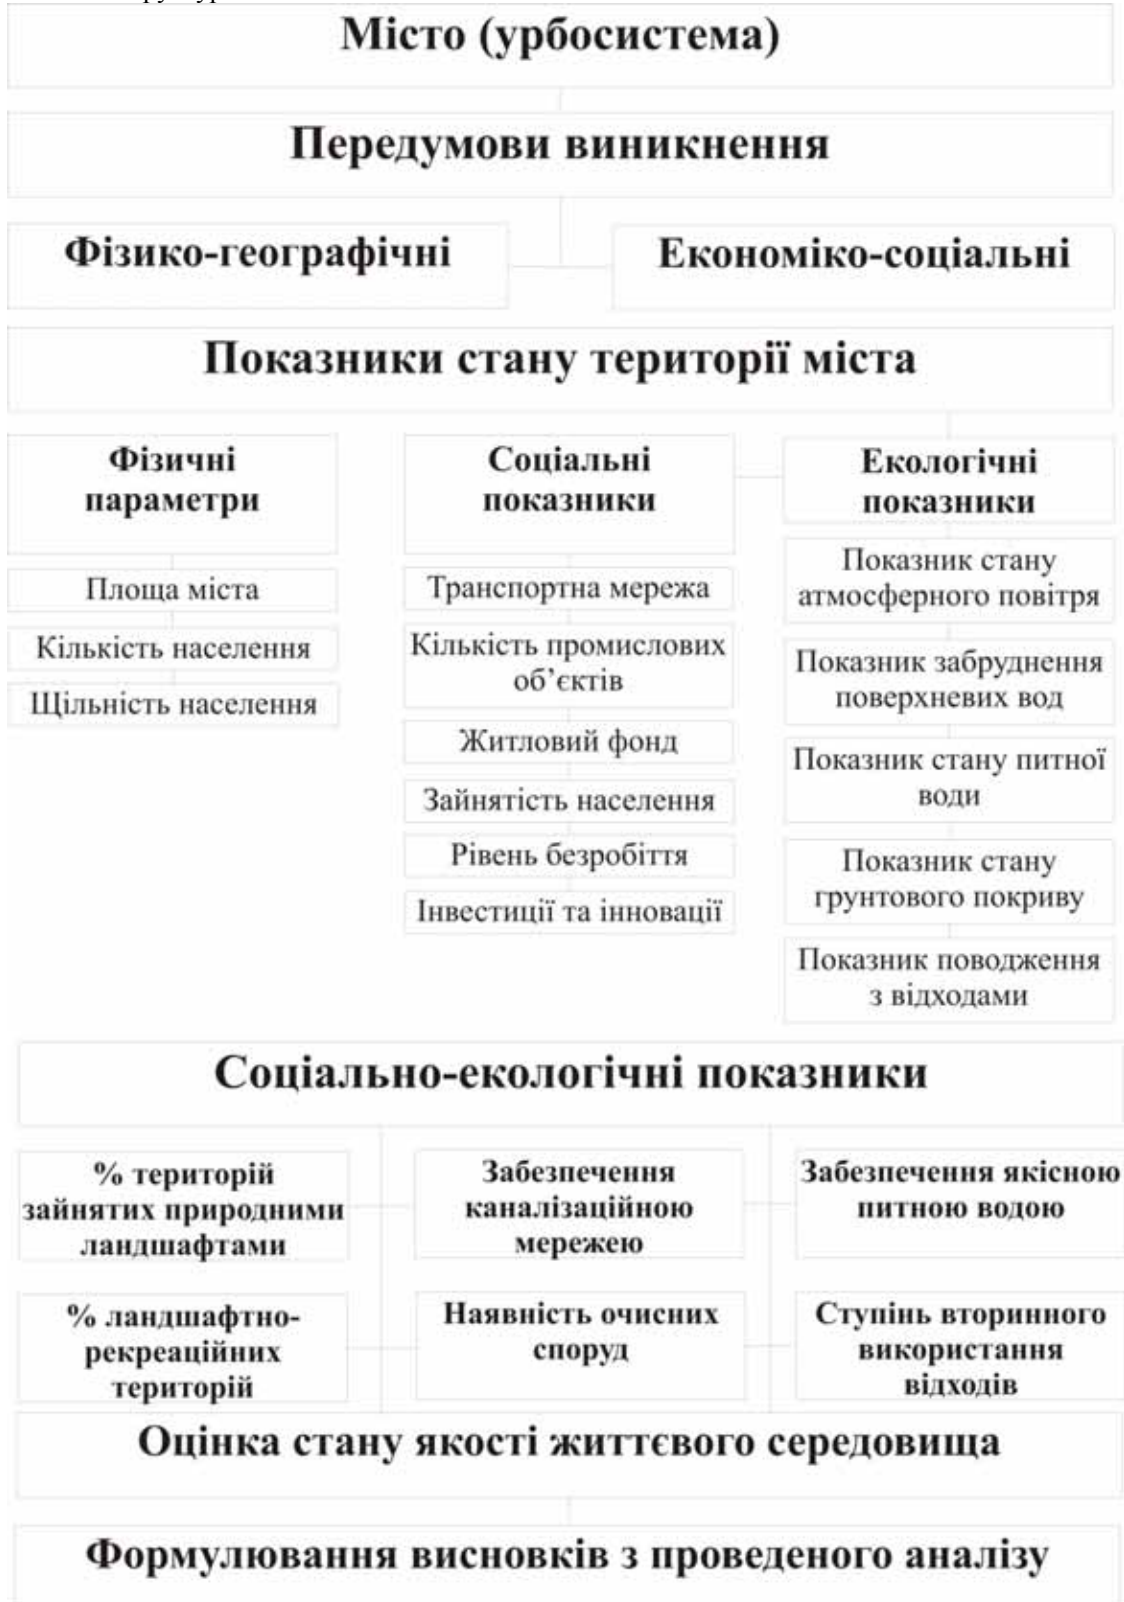 Місто (урбосистема)
Передумови виникнення
Фізико-географічні
Економіко-соціальні
Показники стану території міста
Фізичні
параметри
Площа міста
Кількість населення
Щільність населення
Соціальні
показники
Транспортна мережа
Кількість промислових
об’єктів
Житловий фонд
Зайнятість населення
Рівень безробіття
Інвестиції та інновації
Екологічні
показники
Показник стану
атмосферного повітря
Показник забруднення
поверхневих вод
Показник стану питної
води
Показник стану
грунтового покриву
Показник поводження
з відходами
Соціально-екологічні показники
% територій
зайнятих природними
ландшафтами
Забезпечення
каналізаційною
мережею
Забезпечення якісною
питною водою
% ландшафтно-
рекреаційних
територій
Наявність очисних
споруд
Ступінь вторинного
використання
відходів
Оцінка стану якості життєвого середовища
Формулювання висновків з проведеного аналізу